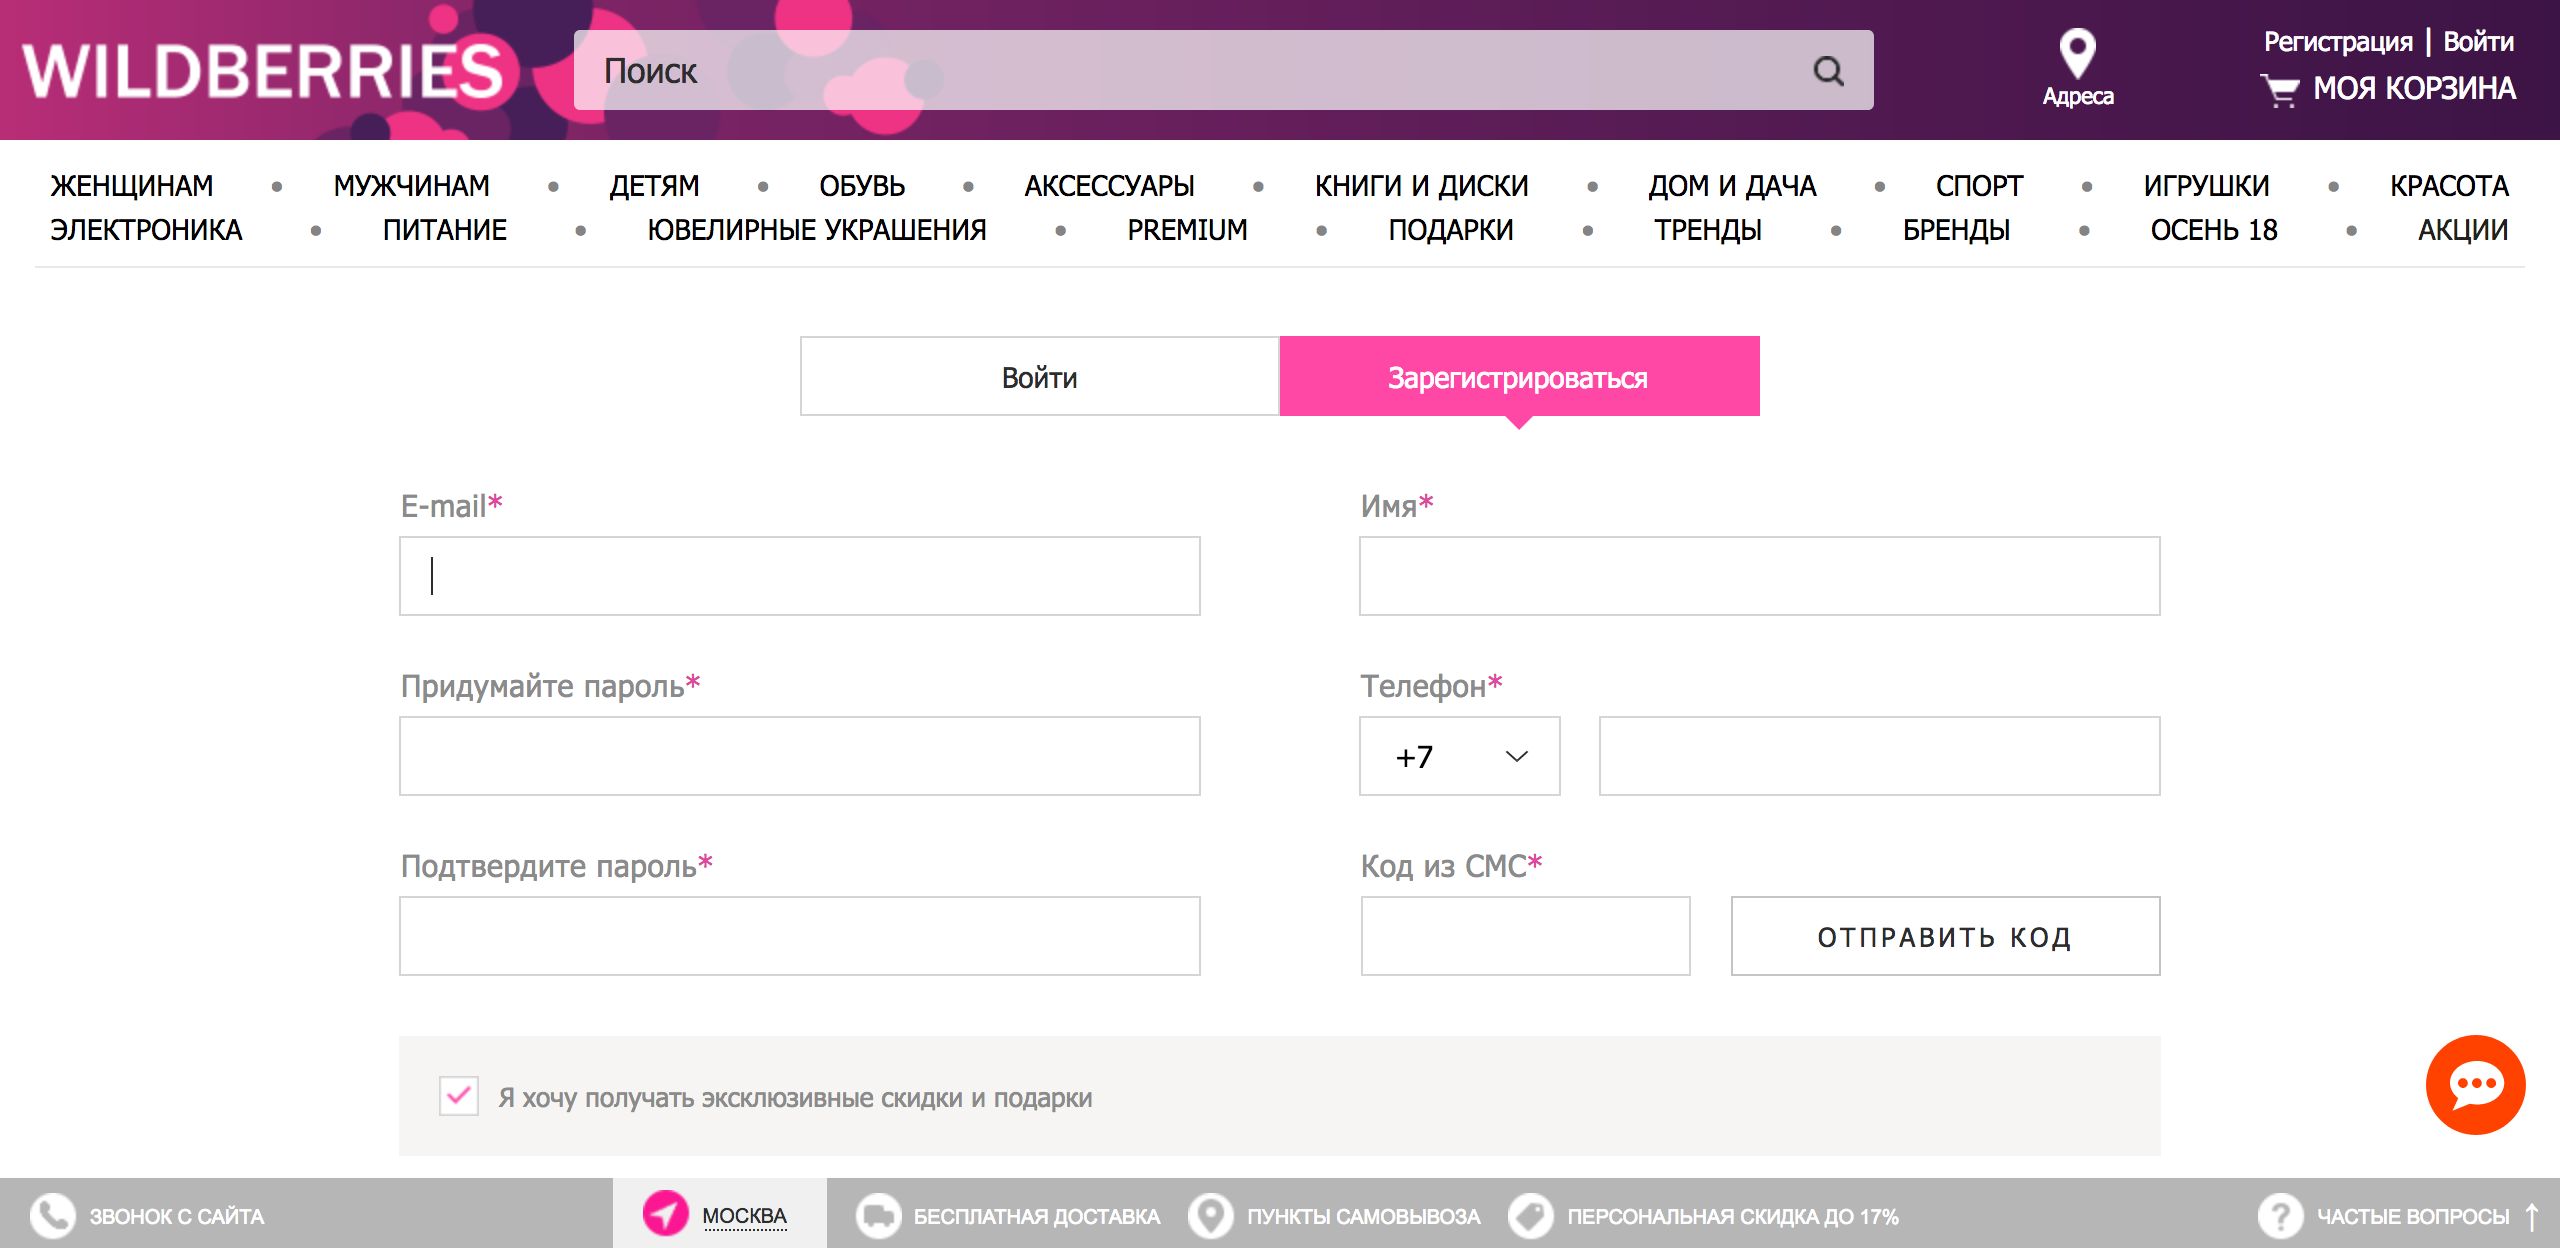 WILDBERRIES
Поиск
Адреса
Регистрация | Войти
МОЯ КОРЗИНА
ЖЕНЩИНАМ • МУЖЧИНАМ • ДЕТЯМ • ОБУВЬ • АКСЕССУАРЫ • КНИГИ И ДИСКИ • ДОМ И ДАЧА • СПОРТ • ИГРУШКИ • КРАСОТА
ЭЛЕКТРОНИКА • ПИТАНИЕ • ЮВЕЛИРНЫЕ УКРАШЕНИЯ • PREMIUM • ПОДАРКИ • ТРЕНДЫ • БРЕНДЫ • ОСЕНЬ 18 • АКЦИИ
Войти
Зарегистрироваться
E-mail*
Имя*
Придумайте пароль*
Телефон*
+7
Подтвердите пароль*
Код из СМС*
ОТПРАВИТЬ КОД
Я хочу получать эксклюзивные скидки и подарки
ЗВОНОК С САЙТА
МОСКВА
БЕСПЛАТНАЯ ДОСТАВКА
ПУНКТЫ САМОВЫВОЗА
ПЕРСОНАЛЬНАЯ СКИДКА ДО 17%
ЧАСТЫЕ ВОПРОСЫ